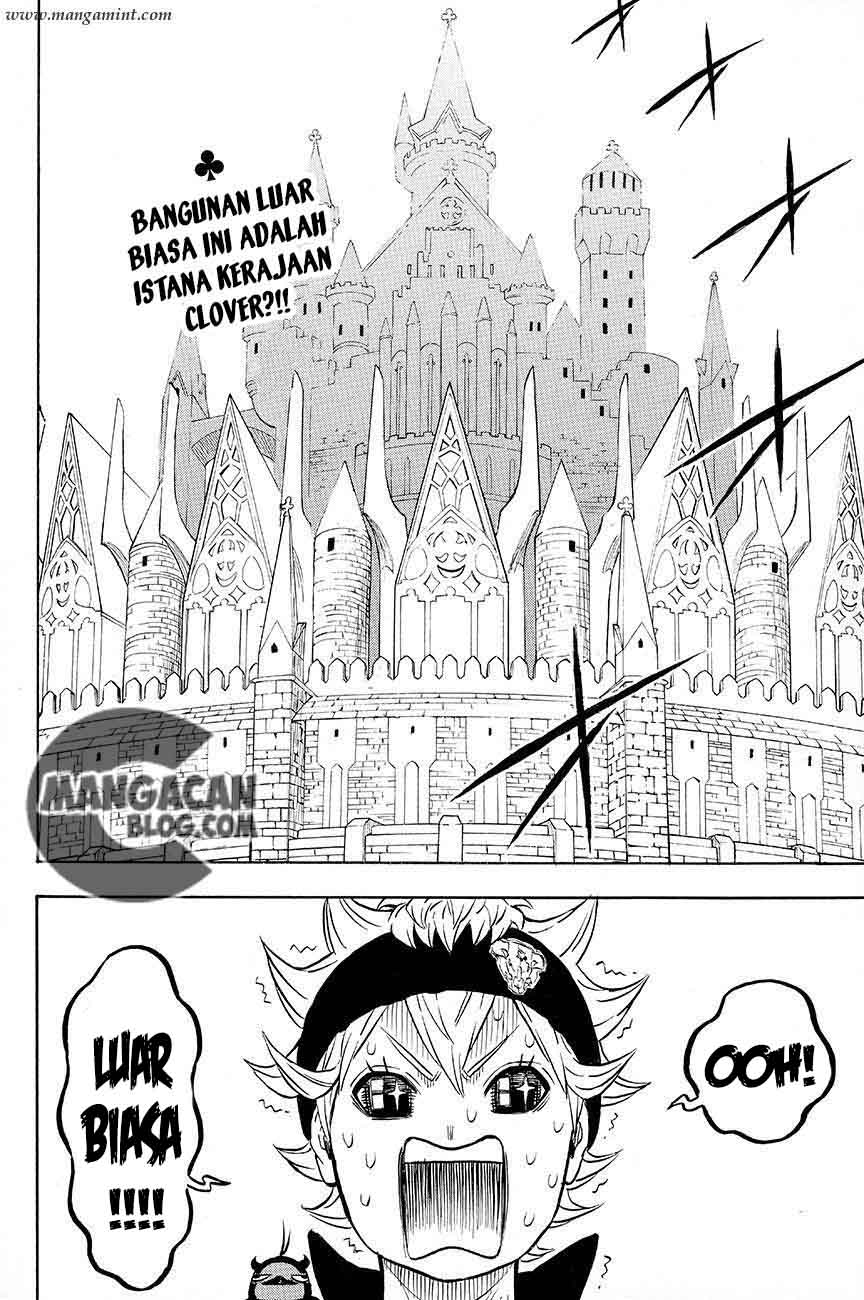 www.mangamint.com
BANGUNAN LUAR
BIASA INI ADALAH
ISTANA KERAJAAN
CLOVER?!!
MANGACAN
BLOG.COM
OOH!
LUAR
BIASA
!!!!